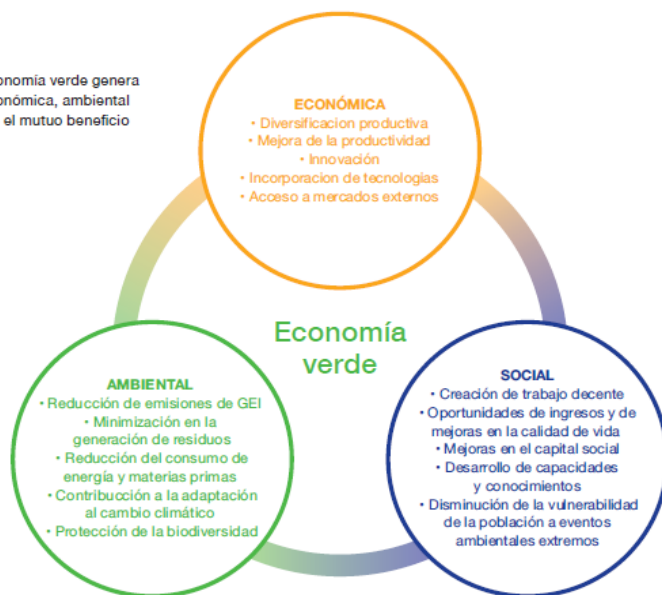 onomía verde genera
onómica, ambiental
el mutuo beneficio
ECONÓMICA
• Diversificacion productiva
• Mejora de la productividad
• Innovación
• Incorporacion de tecnologias
• Acceso a mercados externos
Economía
verde
AMBIENTAL
• Reducción de emisiones de GEI
• Minimización en la
generación de residuos
• Reducción del consumo de
energía y materias primas
• Contribucción a la adaptación
al cambio climático
• Protección de la biodiversidad
SOCIAL
• Creación de trabajo decente
• Oportunidades de ingresos y de
mejoras en la calidad de vida
• Mejoras en el capital social
• Desarrollo de capacidades
y conocimientos
• Disminución de la vulnerabilidad
de la población a eventos
ambientales extremos